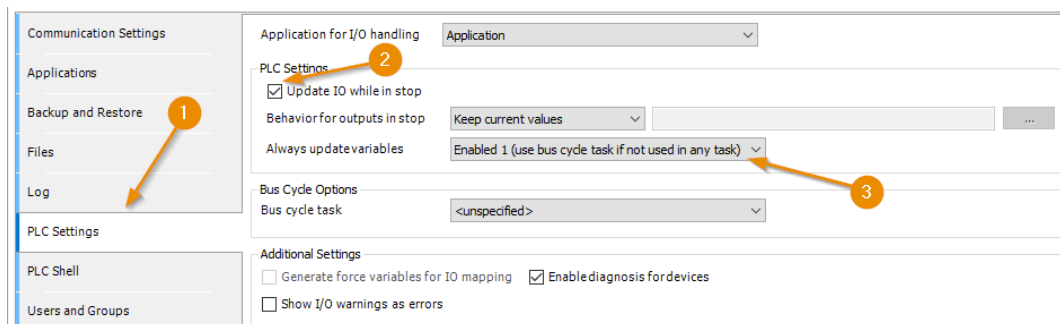 Communication Settings
Applications
Backup and Restore
1
Files
Log
PLC Settings
PLC Shell
Users and Groups
Application for I/O handling Application
PLC Settings
2
Update IO while in stop
Behavior for outputs in stop Keep current values ...
Always update variables Enabled 1 (use bus cycle task if not used in any task)
3
Bus Cycle Options
Bus cycle task <unspecified>
Additional Settings
Generate force variables for IO mapping Enable diagnosis for devices
Show I/O warnings as errors